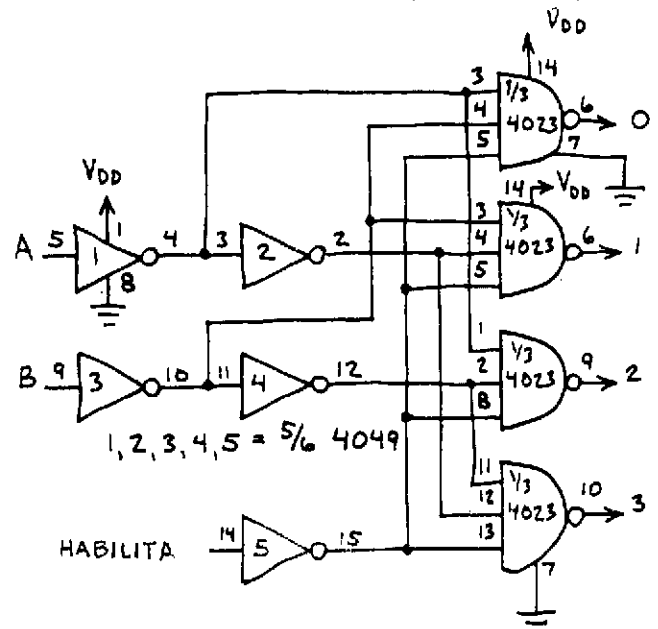 VDD
14
3 1/3 6 0
4 4023
5 7
VDD
14 VDD
3 1/3
A 5 1 1 4 3 2 2 4 4023 6 1
8 5
1
2 1/3 9 2
B 9 3 10 11 4 12 8 4023
1, 2, 3, 4, 5 = 5/6 4049
11 1/3 10 3
12 4023
HABILITA 14 5 15 13
7